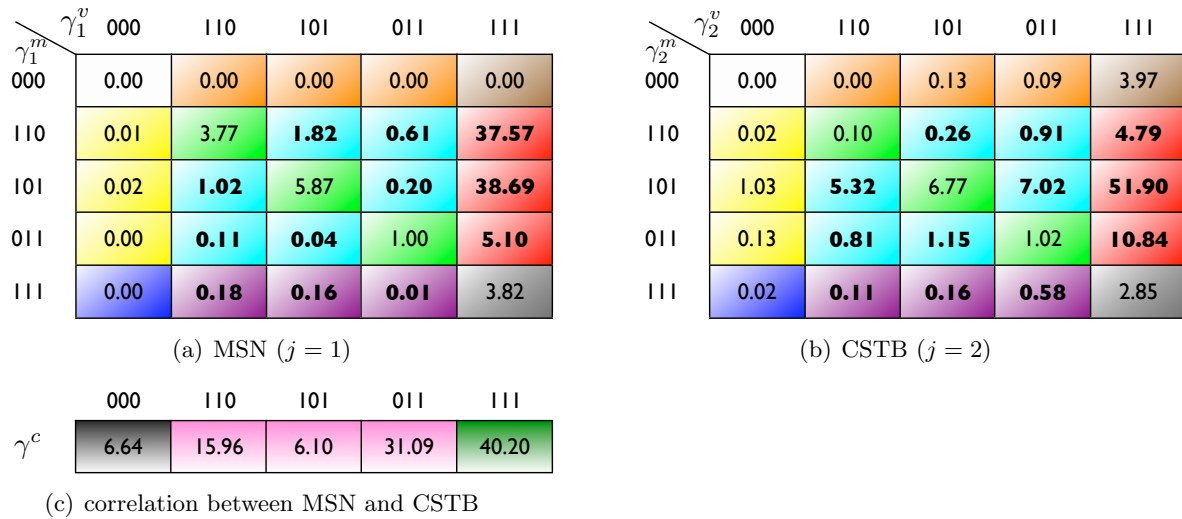 γ₁ᵛ 000 110 101 011 111
γ₁ᵐ
000 0.00 0.00 0.00 0.00 0.00
110 0.01 3.77 1.82 0.61 37.57
101 0.02 1.02 5.87 0.20 38.69
011 0.00 0.11 0.04 1.00 5.10
111 0.00 0.18 0.16 0.01 3.82
(a) MSN (j = 1)
γ₂ᵛ 000 110 101 011 111
γ₂ᵐ
000 0.00 0.00 0.13 0.09 3.97
110 0.02 0.10 0.26 0.91 4.79
101 1.03 5.32 6.77 7.02 51.90
011 0.13 0.81 1.15 1.02 10.84
111 0.02 0.11 0.16 0.58 2.85
(b) CSTB (j = 2)
000 110 101 011 111
γᶜ 6.64 15.96 6.10 31.09 40.20
(c) correlation between MSN and CSTB